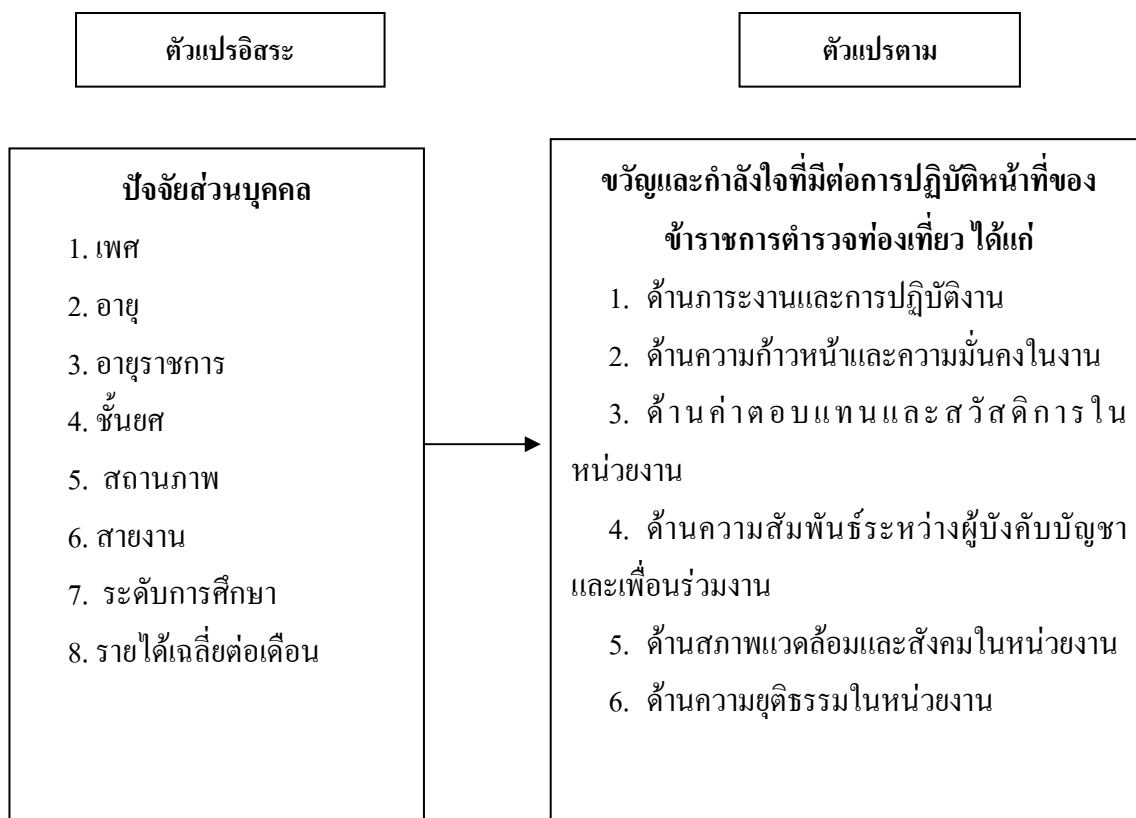 ตัวแปรอิสระ
ตัวแปรตาม
ปัจจัยส่วนบุคคล
1. เพศ
2. อายุ
3. อายุราชการ
4. ชั้นยศ
5. สถานภาพ
6. สายงาน
7. ระดับการศึกษา
8. รายได้เฉลี่ยต่อเดือน
ขวัญและกำลังใจที่มีต่อการปฏิบัติหน้าที่ของ
ข้าราชการตำรวจท่องเที่ยว ได้แก่
1. ด้านภาระงานและการปฏิบัติงาน
2. ด้านความก้าวหน้าและความมั่นคงในงาน
3. ด้านค่าตอบแทนและสวัสดิการใน
หน่วยงาน
4. ด้านความสัมพันธ์ระหว่างผู้บังคับบัญชา
และเพื่อนร่วมงาน
5. ด้านสภาพแวดล้อมและสังคมในหน่วยงาน
6. ด้านความยุติธรรมในหน่วยงาน